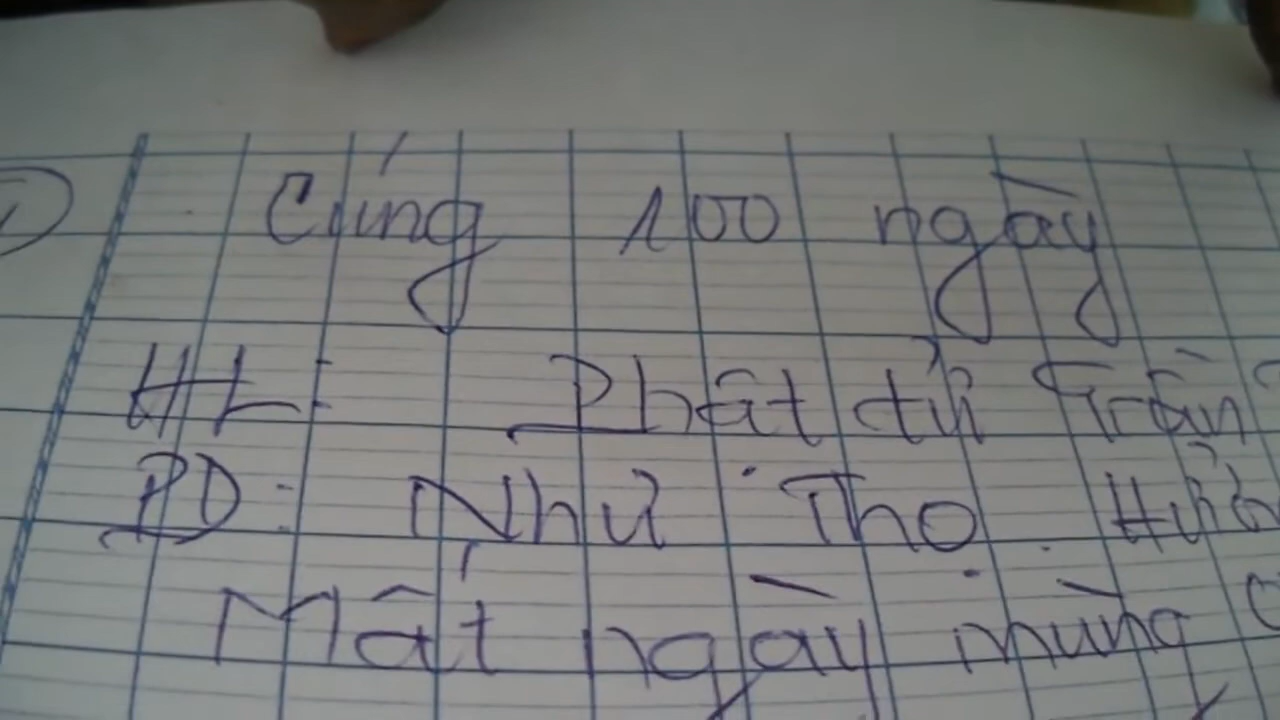 Cúng 100 ngày
HL: Phật tử Trần
PD: Như Thọ
Mất ngày mùng